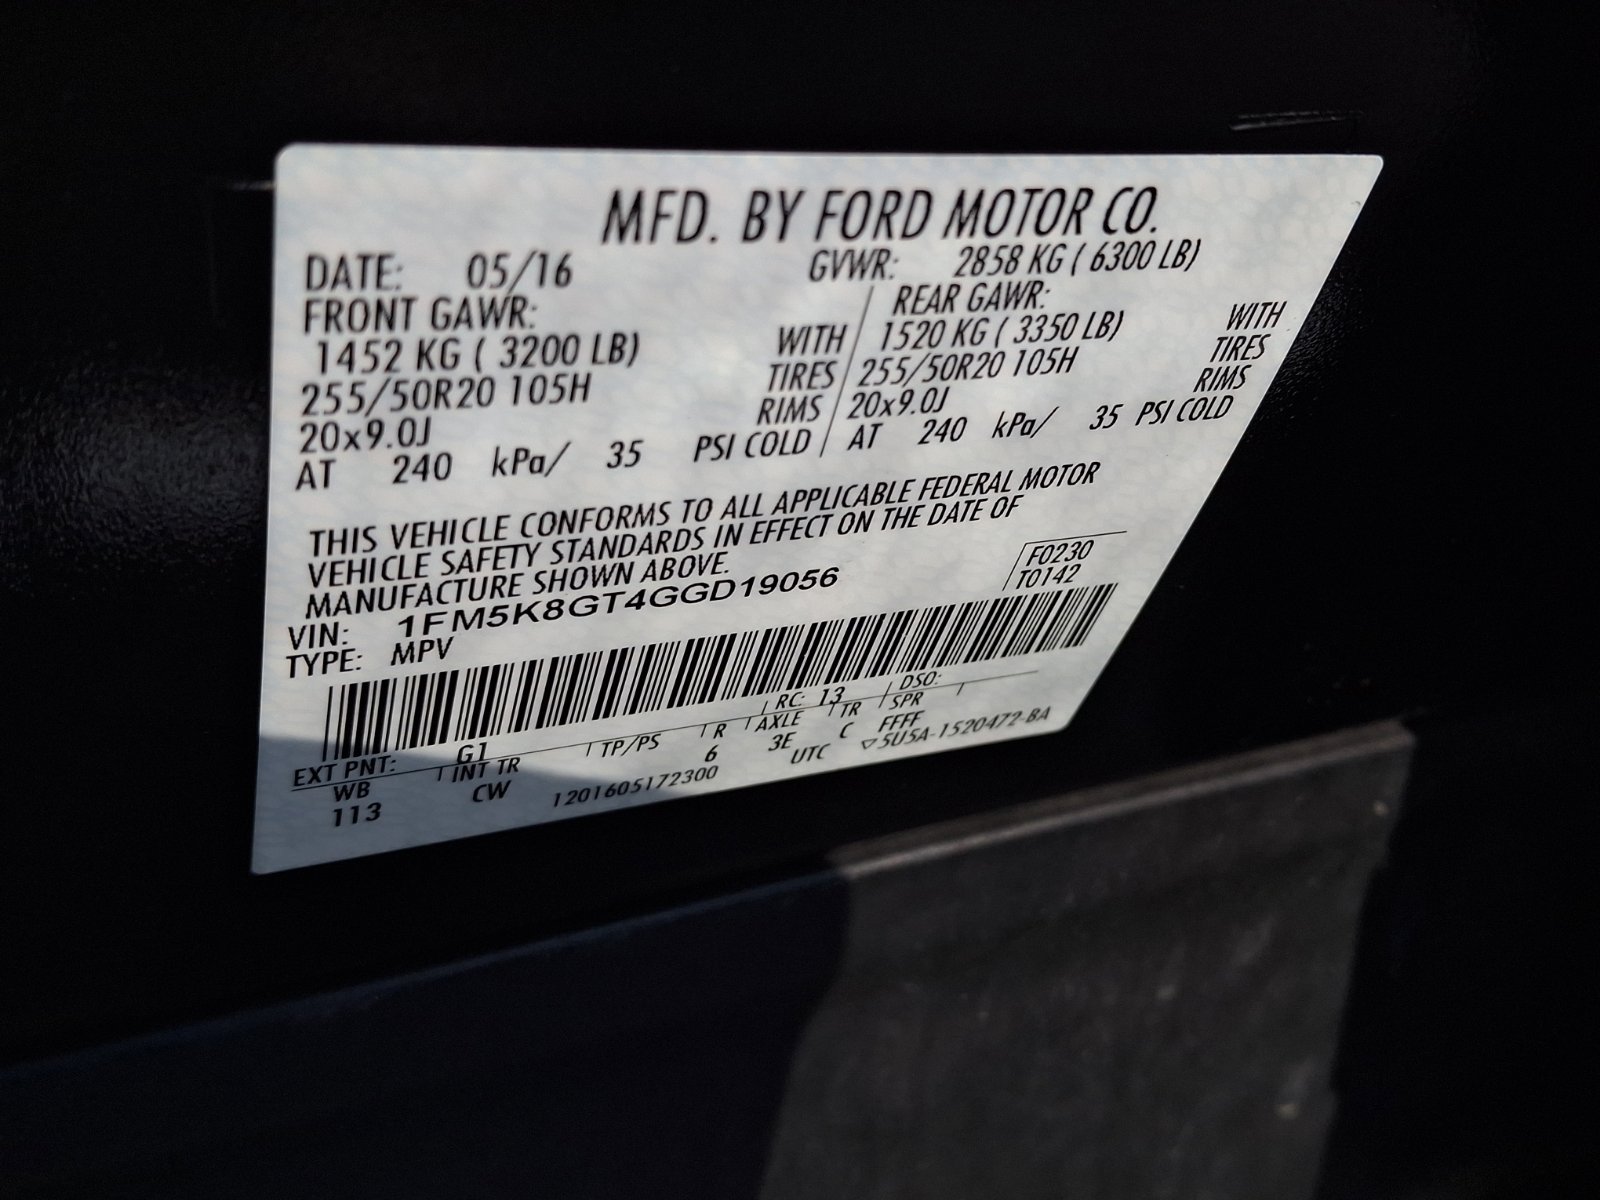 MFD. BY FORD MOTOR CO.
DATE: 05/16 GVWR: 2858 KG ( 6300 LB)
FRONT GAWR: REAR GAWR:
1452 KG ( 3200 LB) WITH 1520 KG ( 3350 LB) WITH
255/50R20 105H TIRES 255/50R20 105H TIRES
20x9.0J RIMS 20x9.0J RIMS
AT 240 kPa/ 35 PSI COLD AT 240 kPa/ 35 PSI COLD
THIS VEHICLE CONFORMS TO ALL APPLICABLE FEDERAL MOTOR
VEHICLE SAFETY STANDARDS IN EFFECT ON THE DATE OF
MANUFACTURE SHOWN ABOVE.
F0230
VIN: 1FM5K8GT4GGD19056 T0142
TYPE: MPV
EXT PNT: G1 RC: 13 DSO:
WB INT TR TP/PS R AXLE TR SPR
113 CW 6 3E C FFFF
1201605172300 UTC ▽5U5A-1520472-BA